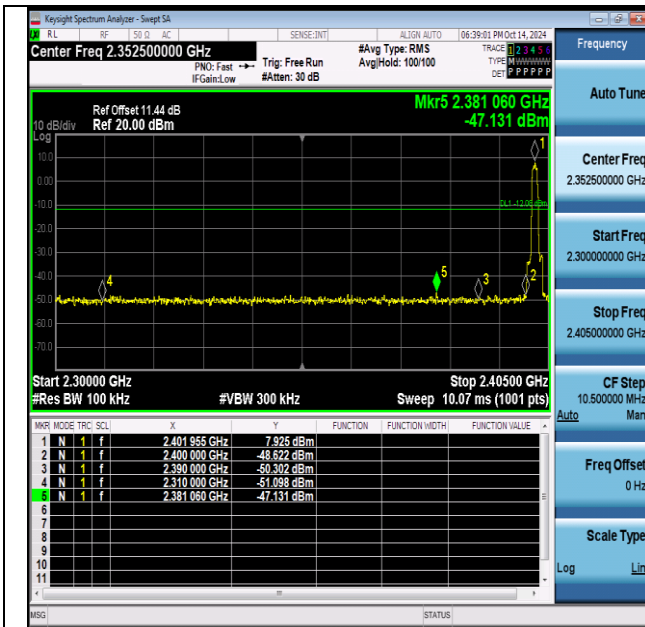 Keysight Spectrum Analyzer - Swept SA
LXI RL RF 50 Ω AC SENSE:INT ALIGN AUTO 06:39:01 PM Oct 14, 2024
Center Freq 2.352500000 GHz
PNO: Fast
IFGain:Low
Trig: Free Run
#Atten: 30 dB
#Avg Type: RMS
Avg|Hold: 100/100
TRACE 1 2 3 4 5 6
TYPE M WWWWW
DET P P P P P P
Ref Offset 11.44 dB
10 dB/div Ref 20.00 dBm
Log
Mkr5 2.381 060 GHz
-47.131 dBm
10.0
0.00
-10.0
-20.0
-30.0
-40.0
-50.0
-60.0
-70.0
DL1 -12.08 dBm
1
2
3
4
5
Start 2.30000 GHz Stop 2.40500 GHz
#Res BW 100 kHz #VBW 300 kHz Sweep 10.07 ms (1001 pts)
MKR MODE TRC SCL X Y FUNCTION FUNCTION WIDTH FUNCTION VALUE
1 N 1 f 2.401 955 GHz 7.925 dBm
2 N 1 f 2.400 000 GHz -48.622 dBm
3 N 1 f 2.390 000 GHz -50.302 dBm
4 N 1 f 2.310 000 GHz -51.098 dBm
5 N 1 f 2.381 060 GHz -47.131 dBm
6
7
8
9
10
11
MSG STATUS
Frequency
Auto Tune
Center Freq
2.352500000 GHz
Start Freq
2.300000000 GHz
Stop Freq
2.405000000 GHz
CF Step
10.500000 MHz
Auto Man
Freq Offset
0 Hz
Scale Type
Log Lin